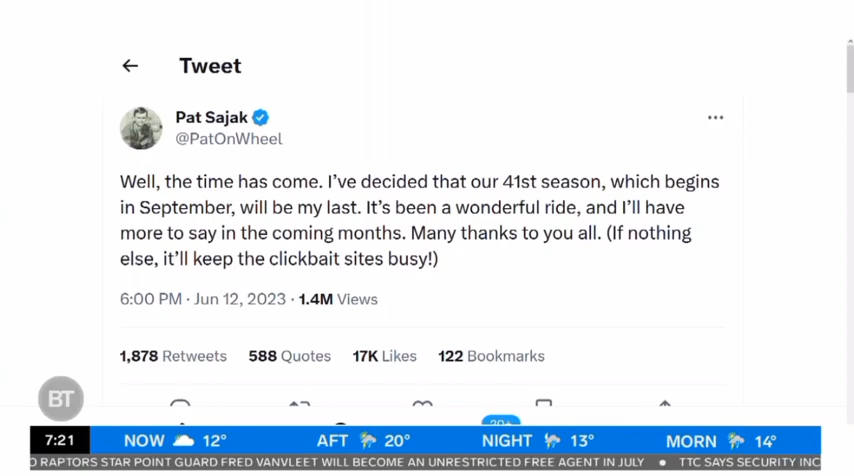 Tweet
Pat Sajak
@PatOnWheel
Well, the time has come. I've decided that our 41st season, which begins
in September, will be my last. It's been a wonderful ride, and I'll have
more to say in the coming months. Many thanks to you all. (If nothing
else, it'll keep the clickbait sites busy!)
6:00 PM · Jun 12, 2023 · 1.4M Views
1,878 Retweets 588 Quotes 17K Likes 122 Bookmarks
BT
7:21 NOW 12° AFT 20° NIGHT 13° MORN 14°
O RAPTORS STAR POINT GUARD FRED VANVLEET WILL BECOME AN UNRESTRICTED FREE AGENT IN JULY • TTC SAYS SECURITY INC